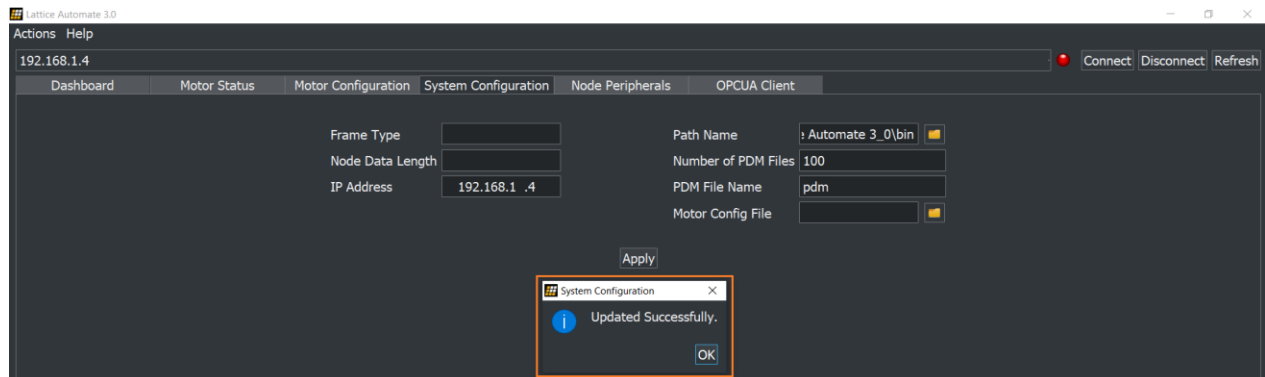 Lattice Automate 3.0
Actions Help
192.168.1.4 Connect Disconnect Refresh
Dashboard Motor Status Motor Configuration System Configuration Node Peripherals OPCUA Client
Frame Type Path Name e Automate 3_0\bin
Node Data Length Number of PDM Files 100
IP Address 192.168.1 .4 PDM File Name pdm
Motor Config File
Apply
System Configuration
Updated Successfully.
OK